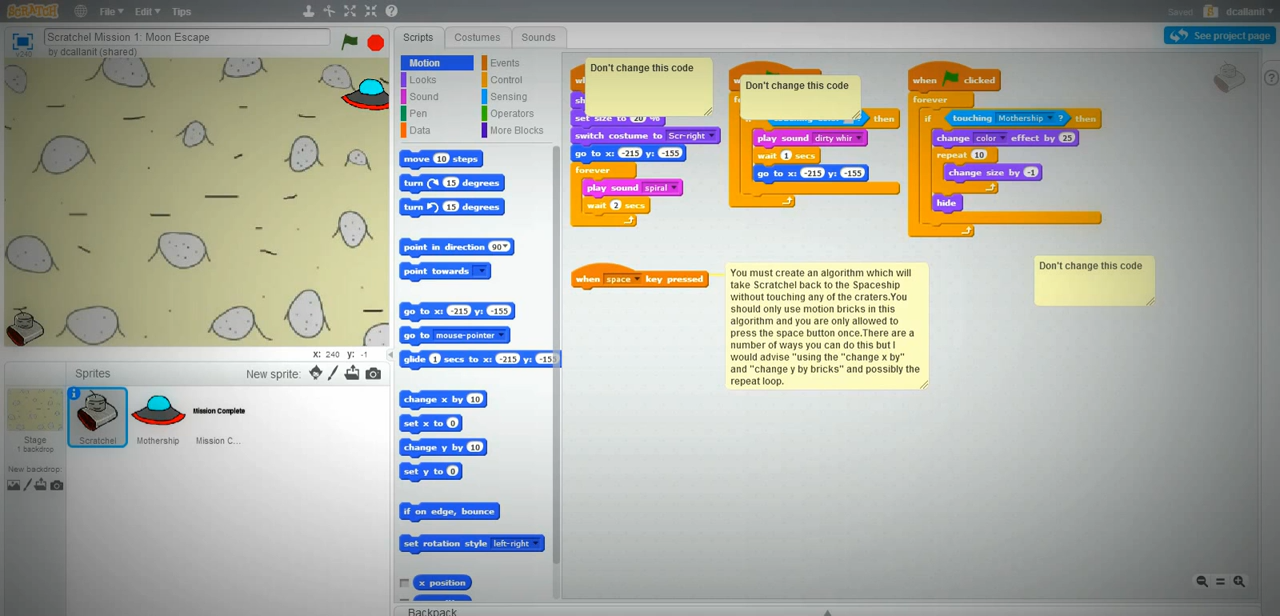 SCRATCH File Edit Tips Saved dcallanit
Scratchel Mission 1: Moon Escape
by dcallanit (shared)
v240
Scripts Costumes Sounds
See project page
Motion Events
Looks Control
Sound Sensing
Pen Operators
Data More Blocks
move 10 steps
turn 15 degrees
turn 15 degrees
point in direction 90
point towards
go to x: -215 y: -155
go to mouse-pointer
glide 1 secs to x: -215 y: -155
change x by 10
set x to 0
change y by 10
set y to 0
if on edge, bounce
set rotation style left-right
x position
Don't change this code
set size to 20 %
switch costume to Scr-right
go to x: -215 y: -155
forever
play sound spiral
wait 2 secs
Don't change this code
then
play sound dirty whir
wait 1 secs
go to x: -215 y: -155
when clicked
forever
if touching Mothership ? then
change color effect by 25
repeat 10
change size by -1
hide
Don't change this code
when space key pressed
You must create an algorithm which will
take Scratchel back to the Spaceship
without touching any of the craters.You
should only use motion bricks in this
algorithm and you are only allowed to
press the space button once.There are a
number of ways you can do this but I
would advise "using the "change x by"
and "change y by bricks" and possibly the
repeat loop.
x: 240 y: -1
Sprites New sprite:
Stage
1 backdrop
New backdrop:
Scratchel
Mothership
Mission Complete
Mission C...
Backpack